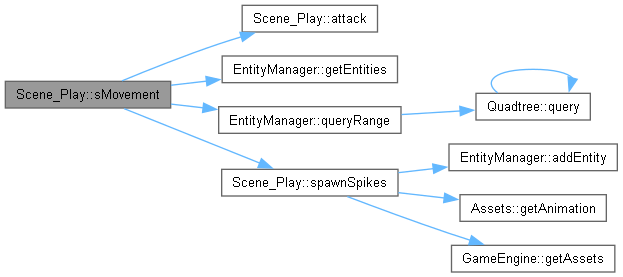 Scene_Play::attack
EntityManager::getEntities
Scene_Play::sMovement
Quadtree::query
EntityManager::queryRange
EntityManager::addEntity
Scene_Play::spawnSpikes
Assets::getAnimation
GameEngine::getAssets